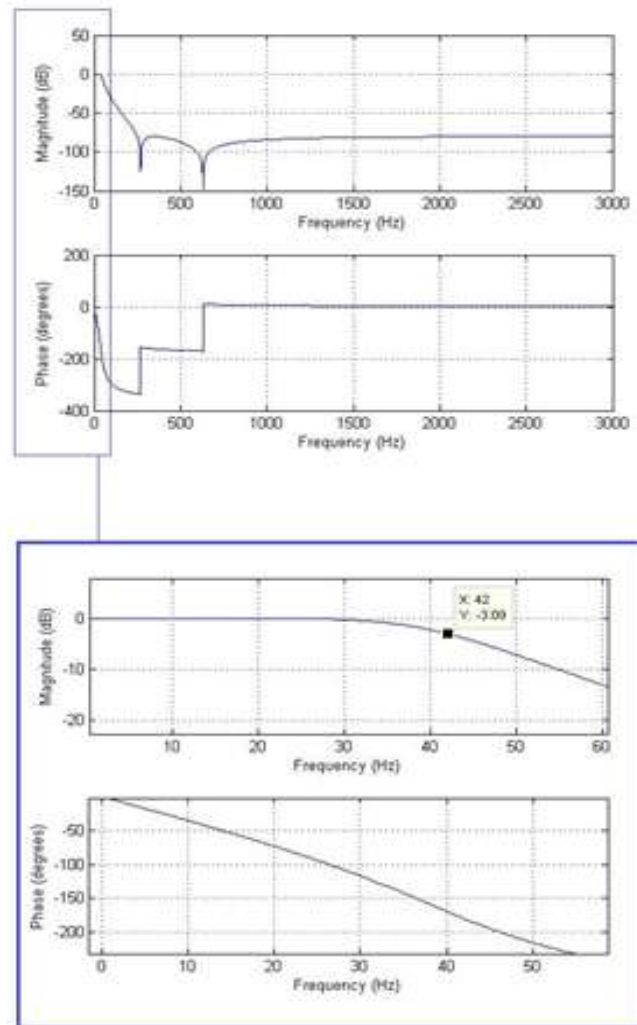 Magnitude (dB)
50
0
-50
-100
-150
0 500 1000 1500 2000 2500 3000
Frequency (Hz)
Phase (degrees)
200
0
-200
-400
0 500 1000 1500 2000 2500 3000
Frequency (Hz)
X: 42
Y: -3.09
Magnitude (dB)
0
-10
-20
10 20 30 40 50 60
Frequency (Hz)
Phase (degrees)
-50
-100
-150
-200
0 10 20 30 40 50
Frequency (Hz)